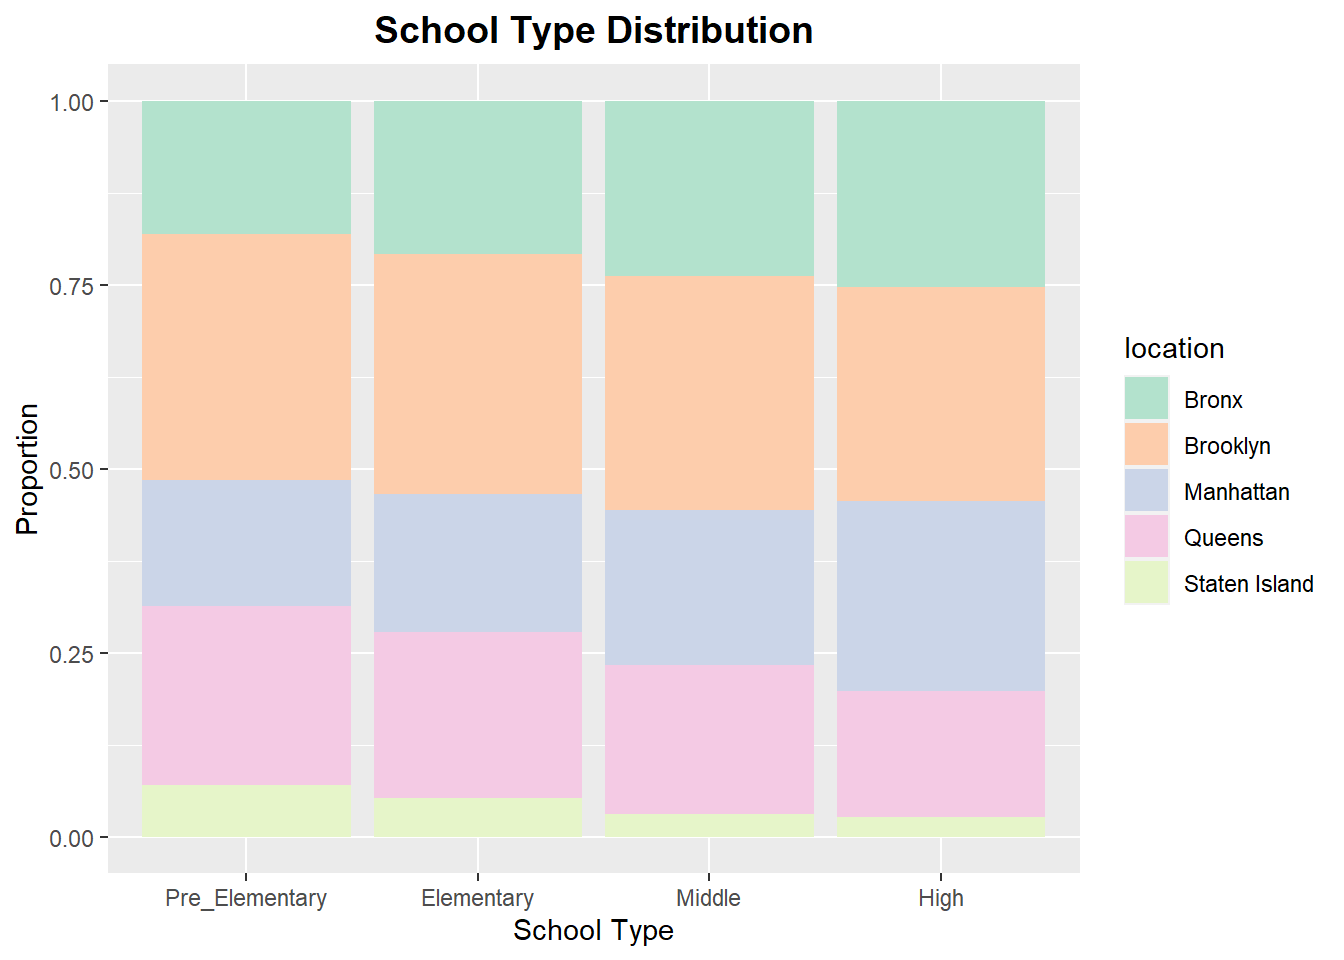 School Type Distribution
1.00
0.75
0.50
0.25
0.00
Proportion
Pre_Elementary Elementary Middle High
School Type
location
Bronx
Brooklyn
Manhattan
Queens
Staten Island